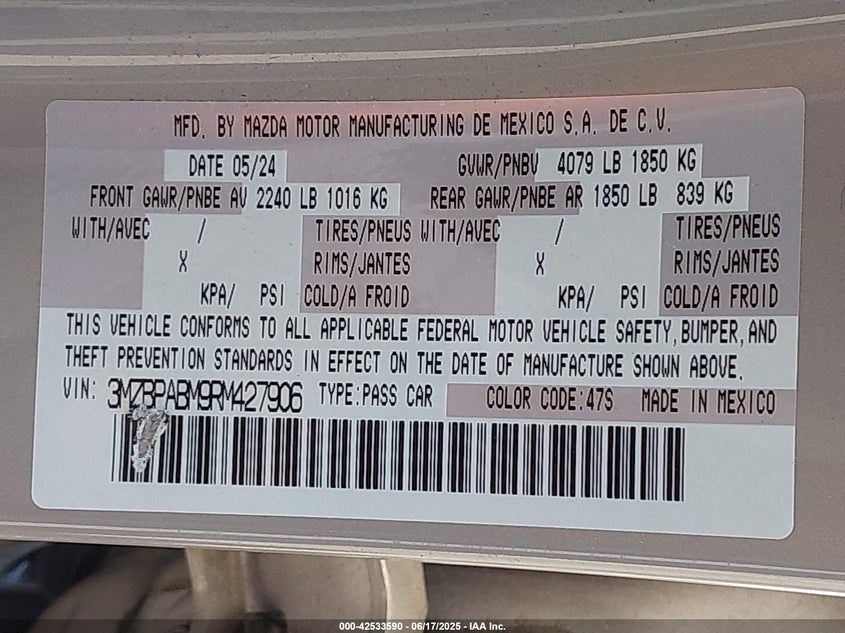 MFD. BY MAZDA MOTOR MANUFACTURING DE MEXICO S.A. DE C.V.
DATE 05/24 GVWR/PNBV 4079 LB 1850 KG
FRONT GAWR/PNBE AV 2240 LB 1016 KG REAR GAWR/PNBE AR 1850 LB 839 KG
WITH/AVEC / TIRES/PNEUS WITH/AVEC / TIRES/PNEUS
X RIMS/JANTES X RIMS/JANTES
KPA/ PSI COLD/A FROID KPA/ PSI COLD/A FROID
THIS VEHICLE CONFORMS TO ALL APPLICABLE FEDERAL MOTOR VEHICLE SAFETY, BUMPER, AND
THEFT PREVENTION STANDARDS IN EFFECT ON THE DATE OF MANUFACTURE SHOWN ABOVE.
VIN: 3MZBPABM9RM427906 TYPE:PASS CAR COLOR CODE:47S MADE IN MEXICO
000-42533590 - 06/17/2025 - IAA Inc.